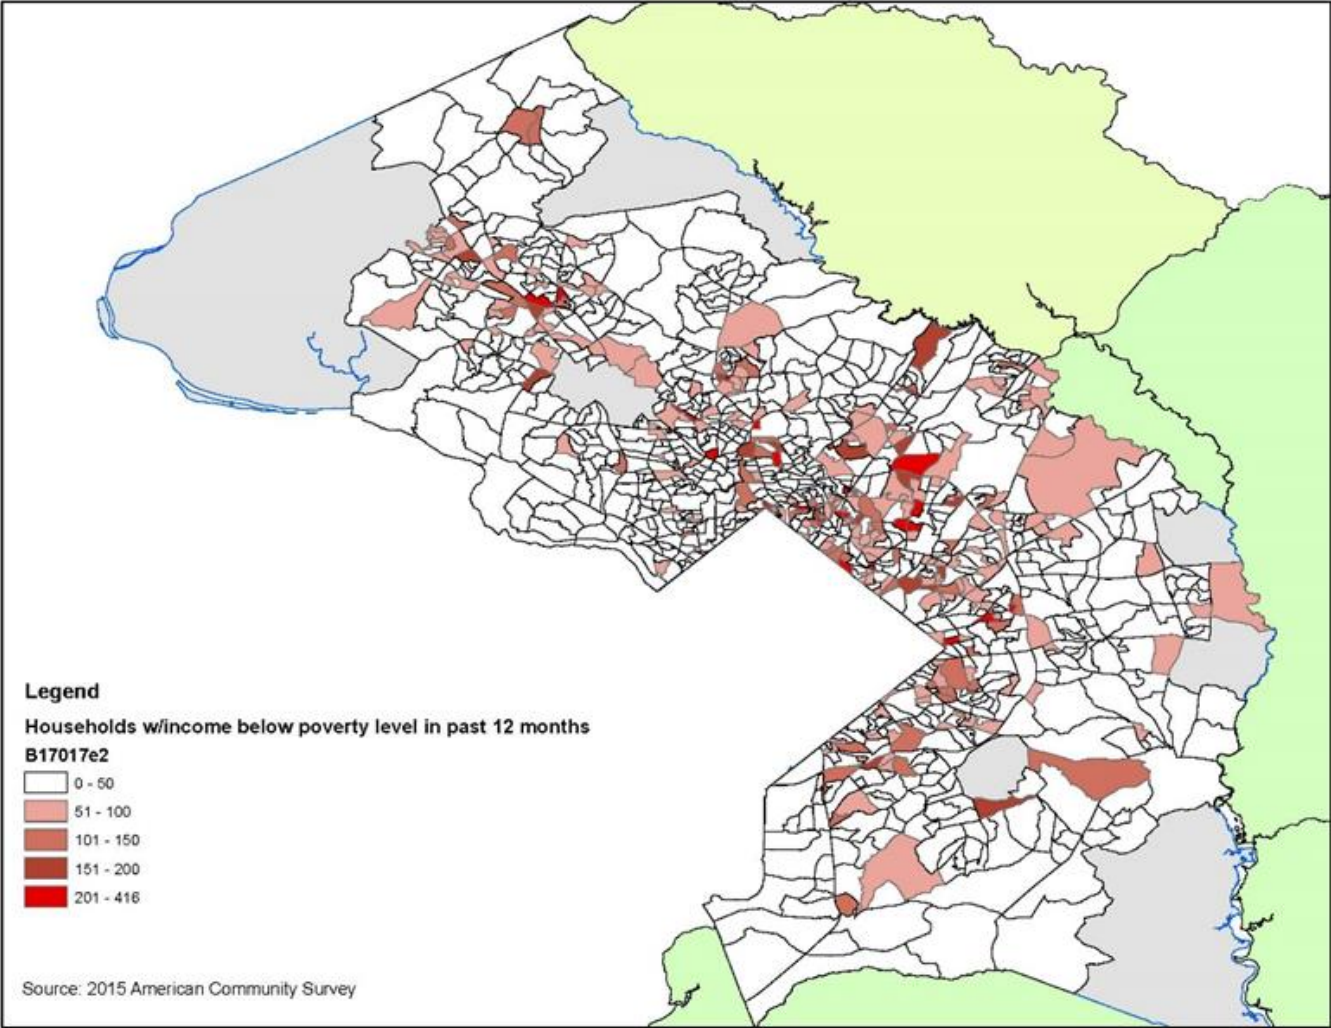 Legend
Households w/income below poverty level in past 12 months
B17017e2
0 - 50
51 - 100
101 - 150
151 - 200
201 - 416
Source: 2015 American Community Survey